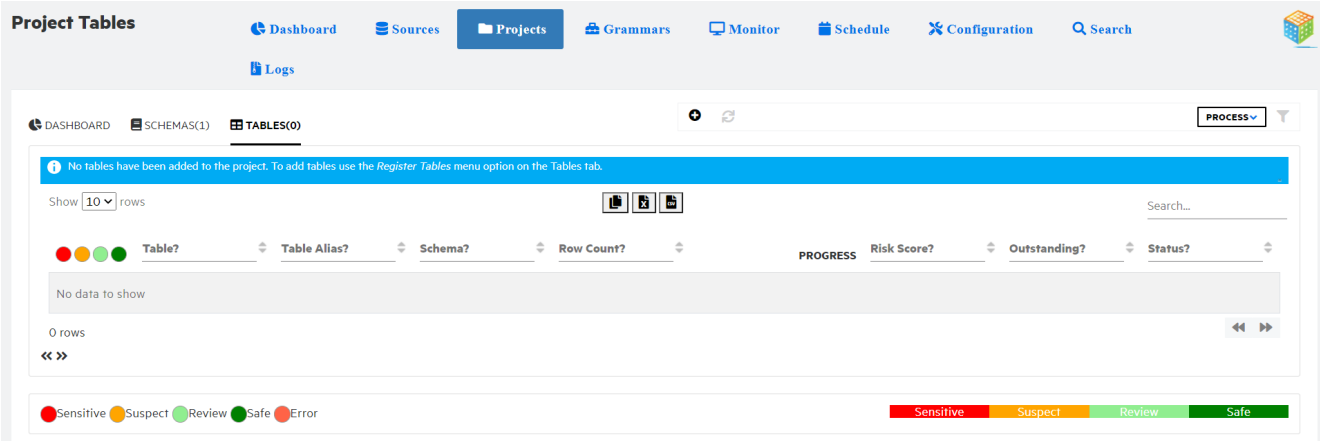 Project Tables
Dashboard Sources Projects Grammars Monitor Schedule Configuration Search
Logs
DASHBOARD SCHEMAS(1) TABLES(0) PROCESS
No tables have been added to the project. To add tables use the Register Tables menu option on the Tables tab.
Show 10 rows Search...
Table? Table Alias? Schema? Row Count? PROGRESS Risk Score? Outstanding? Status?
No data to show
0 rows
Sensitive Suspect Review Safe Error Sensitive Suspect Review Safe